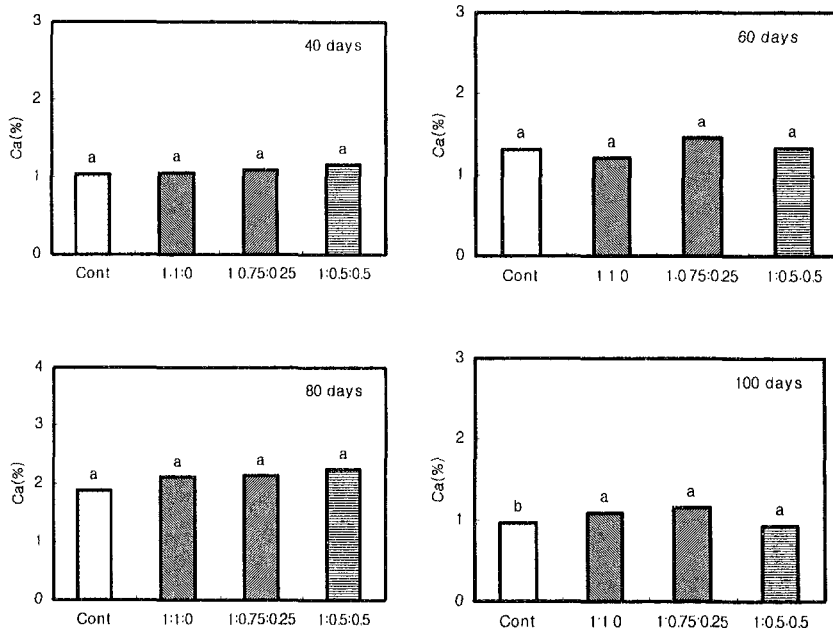 40 days
Ca(%)
3
2
1
0
a a a a
Cont 1:1:0 1:0.75:0.25 1:0.5:0.5
60 days
Ca(%)
3
2
1
0
a a a a
Cont 1 1 0 1:0.75:0.25 1:0.5:0.5
80 days
Ca(%)
4
3
2
1
0
a a a a
Cont 1:1:0 1:0.75:0.25 1:0.5:0.5
100 days
Ca(%)
3
2
1
0
b a a a
Cont 1:1 0 1:0.75:0.25 1:0.5:0.5